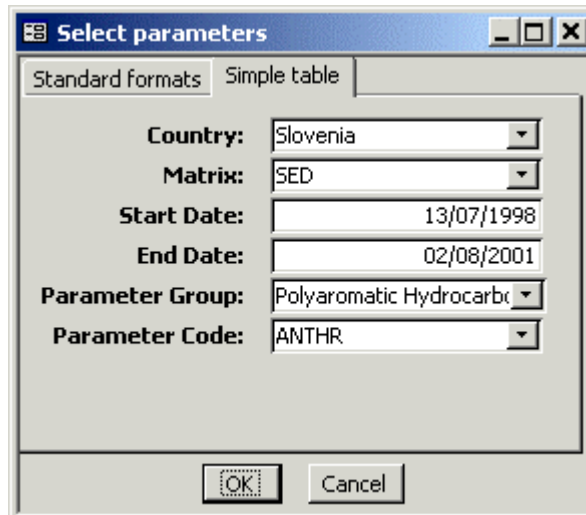 Select parameters
Standard formats Simple table
Country: Slovenia
Matrix: SED
Start Date: 13/07/1998
End Date: 02/08/2001
Parameter Group: Polyaromatic Hydrocarbo
Parameter Code: ANTHR
OK Cancel